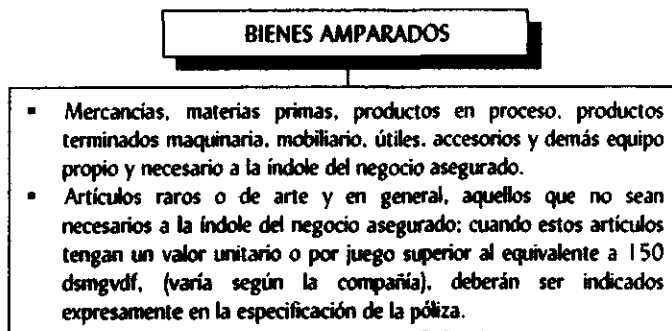 BIENES AMPARADOS
▪ Mercancías, materias primas, productos en proceso. productos
terminados maquinaria. mobiliario. útiles. accesorios y demás equipo
propio y necesario a la índole del negocio asegurado.
▪ Artículos raros o de arte y en general, aquellos que no sean
necesarios a la índole del negocio asegurado; cuando estos artículos
tengan un valor unitario o por juego superior al equivalente a 150
dsmgvdf, (varía según la compañía), deberán ser indicados
expresamente en la especificación de la póliza.